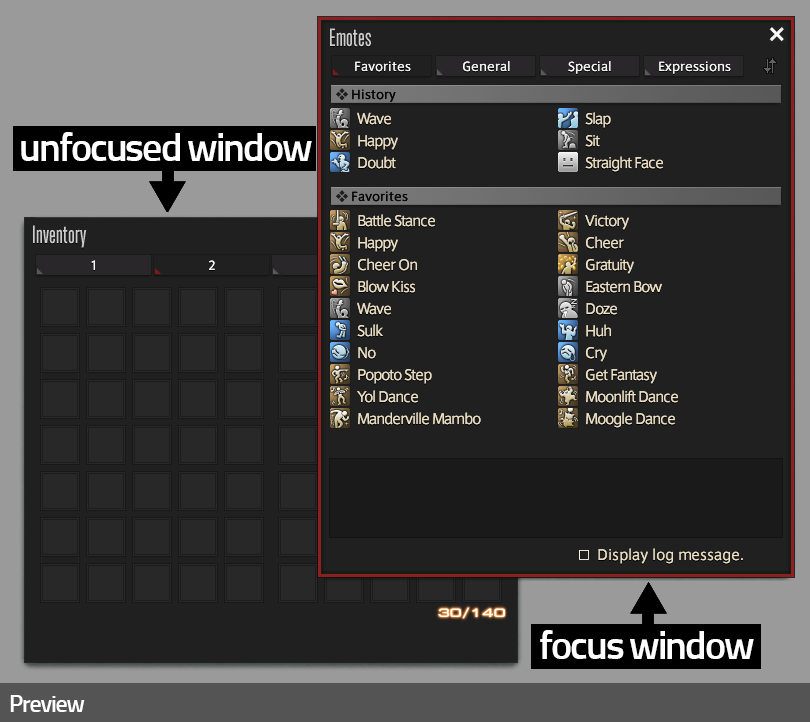 Emotes
Favorites General Special Expressions
History
Wave Slap
Happy Sit
Doubt Straight Face
Favorites
Battle Stance Victory
Happy Cheer
Cheer On Gratuity
Blow Kiss Eastern Bow
Wave Doze
Sulk Huh
No Cry
Popoto Step Get Fantasy
Yol Dance Moonlift Dance
Manderville Mambo Moogle Dance
Display log message.
unfocused window
Inventory
1 2
30/140
focus window
Preview